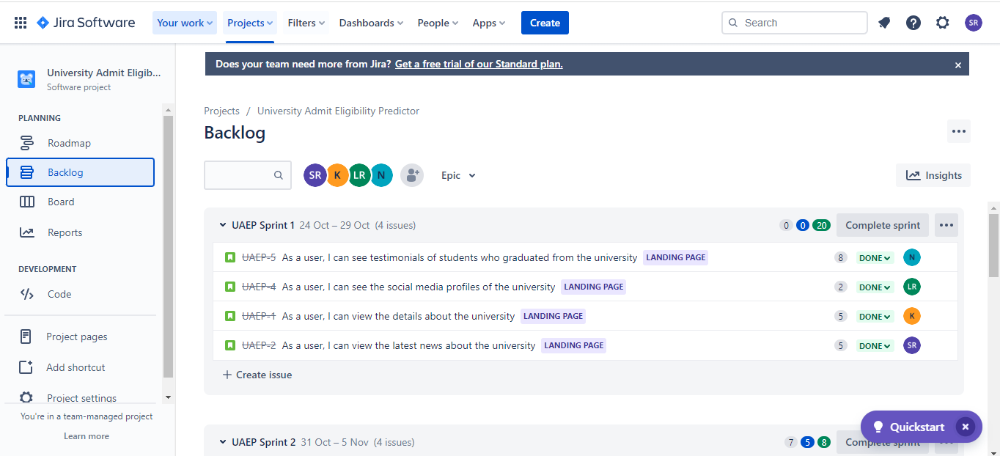 Jira Software Your work Projects Filters Dashboards People Apps Create Search SR
Does your team need more from Jira? Get a free trial of our Standard plan. ×
University Admit Eligib...
Software project
PLANNING
Roadmap
Backlog
Board
Reports
DEVELOPMENT
Code
Project pages
Add shortcut
Project settings
You're in a team-managed project
Learn more
Projects / University Admit Eligibility Predictor
Backlog
SR K LR N Epic Insights
UAEP Sprint 1 24 Oct – 29 Oct (4 issues) 0 0 20 Complete sprint
UAEP-5 As a user, I can see testimonials of students who graduated from the university LANDING PAGE 8 DONE N
UAEP-4 As a user, I can see the social media profiles of the university LANDING PAGE 2 DONE LR
UAEP-1 As a user, I can view the details about the university LANDING PAGE 5 DONE K
UAEP-2 As a user, I can view the latest news about the university LANDING PAGE 5 DONE SR
+ Create issue
Quickstart ×
UAEP Sprint 2 31 Oct – 5 Nov (4 issues) 7 5 8 Complete sprint